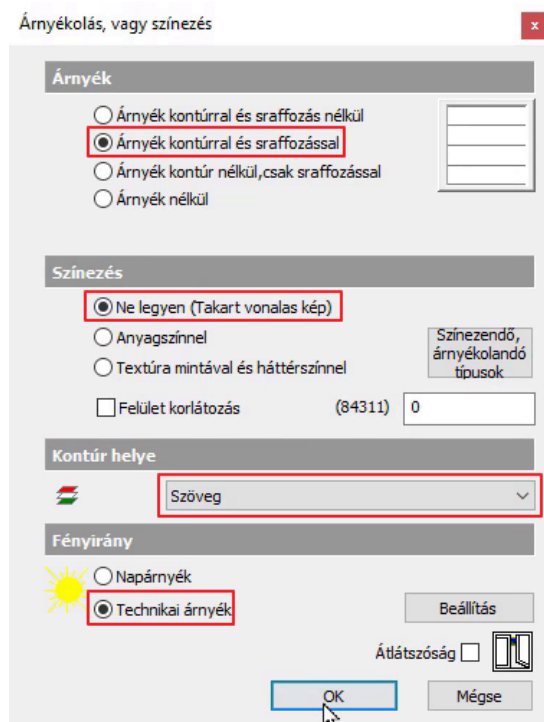 Árnyékolás, vagy színezés
x
Árnyék
Árnyék kontúrral és sraffozás nélkül
Árnyék kontúrral és sraffozással
Árnyék kontúr nélkül,csak sraffozással
Árnyék nélkül
Színezés
Ne legyen (Takart vonalas kép)
Anyagszínnel
Textúra mintával és háttérszínnel
Színezendő,
árnyékolandó
típusok
Felület korlátozás (84311) 0
Kontúr helye
Szöveg
Fényirány
Napárnyék
Technikai árnyék
Beállítás
Átlátszóság
OK Mégse